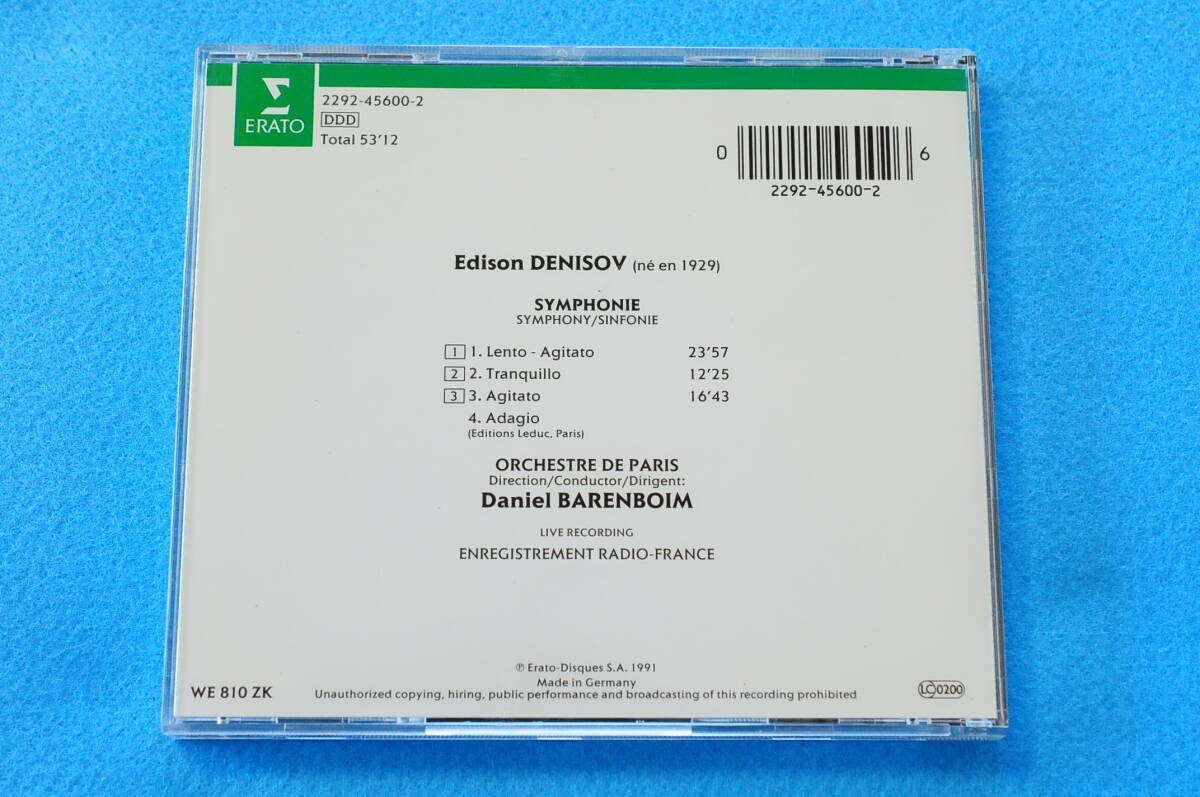 Σ
ERATO
2292-45600-2
DDD
Total 53'12
0 6
2292-45600-2
Edison DENISOV (né en 1929)
SYMPHONIE
SYMPHONY/SINFONIE
1 1. Lento - Agitato 23'57
2 2. Tranquillo 12'25
3 3. Agitato 16'43
4. Adagio
(Editions Leduc, Paris)
ORCHESTRE DE PARIS
Direction/Conductor/Dirigent:
Daniel BARENBOIM
LIVE RECORDING
ENREGISTREMENT RADIO-FRANCE
℗ Erato-Disques S.A. 1991
Made in Germany
WE 810 ZK
Unauthorized copying, hiring, public performance and broadcasting of this recording prohibited
LC 0200